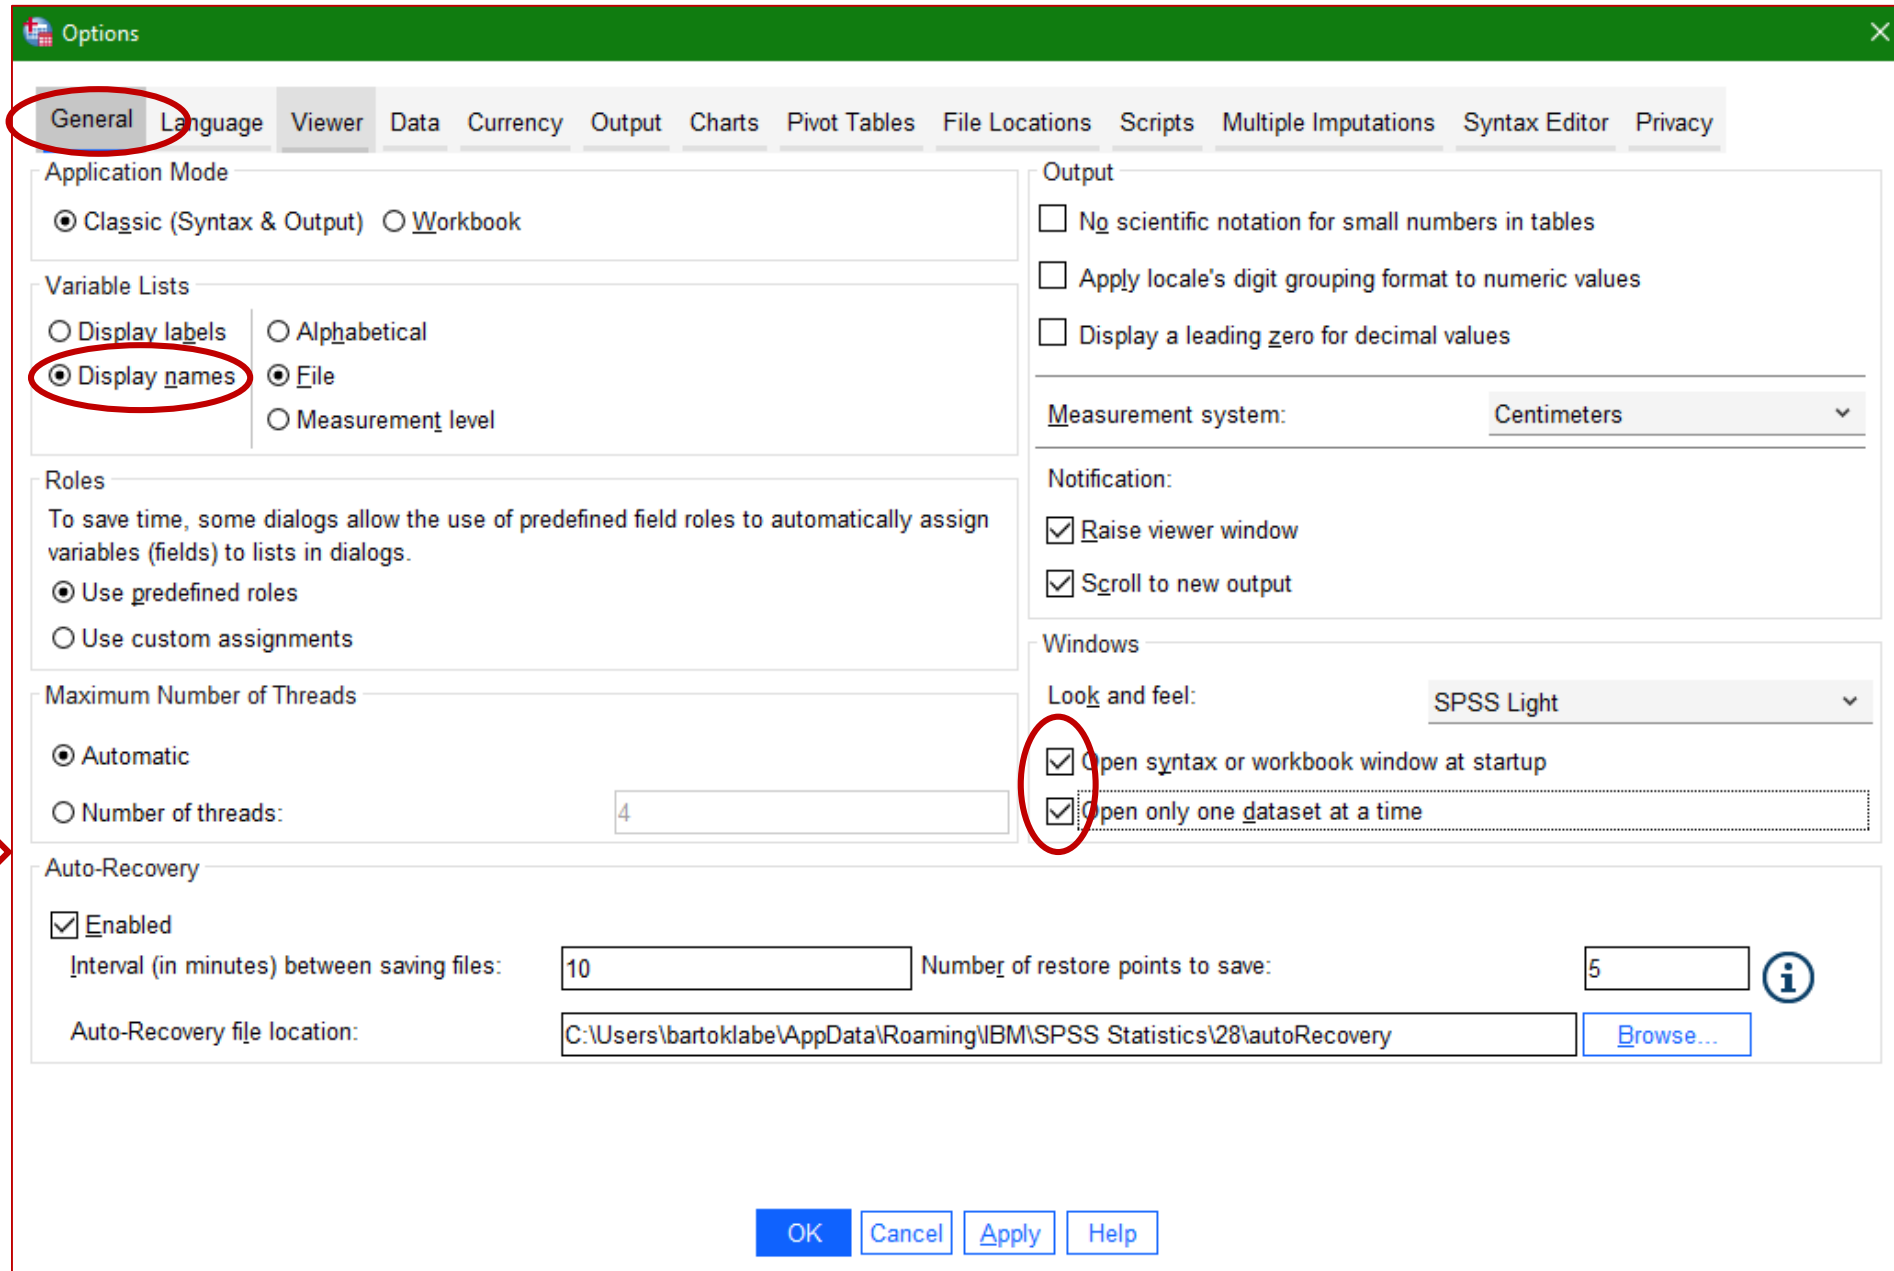 Options
General Language Viewer Data Currency Output Charts Pivot Tables File Locations Scripts Multiple Imputations Syntax Editor Privacy
Application Mode
Classic (Syntax & Output) Workbook
Variable Lists
Display labels
Display names
Alphabetical
File
Measurement level
Roles
To save time, some dialogs allow the use of predefined field roles to automatically assign
variables (fields) to lists in dialogs.
Use predefined roles
Use custom assignments
Maximum Number of Threads
Automatic
Number of threads: 4
Output
No scientific notation for small numbers in tables
Apply locale's digit grouping format to numeric values
Display a leading zero for decimal values
Measurement system: Centimeters
Notification:
Raise viewer window
Scroll to new output
Windows
Look and feel: SPSS Light
Open syntax or workbook window at startup
Open only one dataset at a time
Auto-Recovery
Enabled
Interval (in minutes) between saving files: 10 Number of restore points to save: 5
Auto-Recovery file location: C:\Users\bartoklabe\AppData\Roaming\IBM\SPSS Statistics\28\autoRecovery Browse...
OK Cancel Apply Help